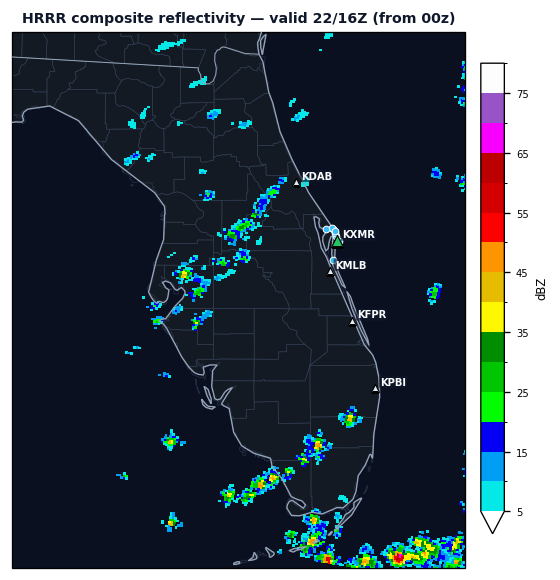 HRRR composite reflectivity — valid 22/16Z (from 00z)
KDAB
KXMR
KMLB
KFPR
KPBI
75
65
55
45
35
25
15
5
dBZ